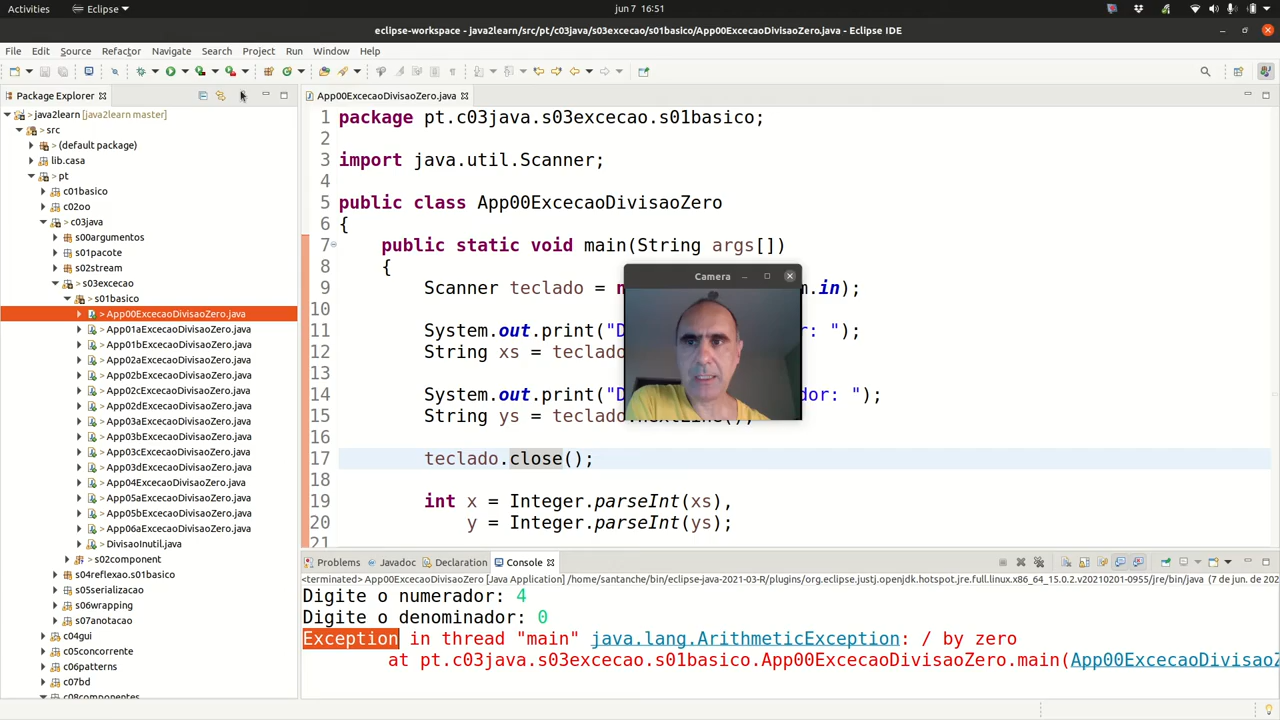 Activities
Eclipse
jun 7 16:51
eclipse-workspace - java2learn/src/pt/c03java/s03excecao/s01basico/App00ExcecaoDivisaoZero.java - Eclipse IDE
File Edit Source Refactor Navigate Search Project Run Window Help
Package Explorer
App00ExcecaoDivisaoZero.java
java2learn [java2learn master]
src
(default package)
lib.casa
pt
c01basico
c02oo
> c03java
s00argumentos
s01pacote
s02stream
> s03excecao
> s01basico
> App00ExcecaoDivisaoZero.java
> App01aExcecaoDivisaoZero.java
> App01bExcecaoDivisaoZero.java
> App02aExcecaoDivisaoZero.java
> App02bExcecaoDivisaoZero.java
> App02cExcecaoDivisaoZero.java
> App02dExcecaoDivisaoZero.java
> App03aExcecaoDivisaoZero.java
> App03bExcecaoDivisaoZero.java
> App03cExcecaoDivisaoZero.java
> App03dExcecaoDivisaoZero.java
> App04ExcecaoDivisaoZero.java
> App05aExcecaoDivisaoZero.java
> App05bExcecaoDivisaoZero.java
> App06aExcecaoDivisaoZero.java
> DivisaoInutil.java
> s02component
s04reflexao.s01basico
s05serializacao
s06wrapping
s07anotacao
c04gui
c05concorrente
c06patterns
c07bd
c08componentes
1 package pt.c03java.s03excecao.s01basico;
2
3 import java.util.Scanner;
4
5 public class App00ExcecaoDivisaoZero
6 {
7 public static void main(String args[])
8 {
9 Scanner teclado = n m.in);
10
11 System.out.print("D r: ");
12 String xs = teclado
13
14 System.out.print("D dor: ");
15 String ys = teclado.nextLine();
16
17 teclado.close();
18
19 int x = Integer.parseInt(xs),
20 y = Integer.parseInt(ys);
21
Camera
Problems Javadoc Declaration Console
<terminated> App00ExcecaoDivisaoZero [Java Application] /home/santanche/bin/eclipse-java-2021-03-R/plugins/org.eclipse.justj.openjdk.hotspot.jre.full.linux.x86_64_15.0.2.v20210201-0955/jre/bin/java (7 de jun. de 202
Digite o numerador: 4
Digite o denominador: 0
Exception in thread "main" java.lang.ArithmeticException: / by zero
at pt.c03java.s03excecao.s01basico.App00ExcecaoDivisaoZero.main(App00ExcecaoDivisaoZ